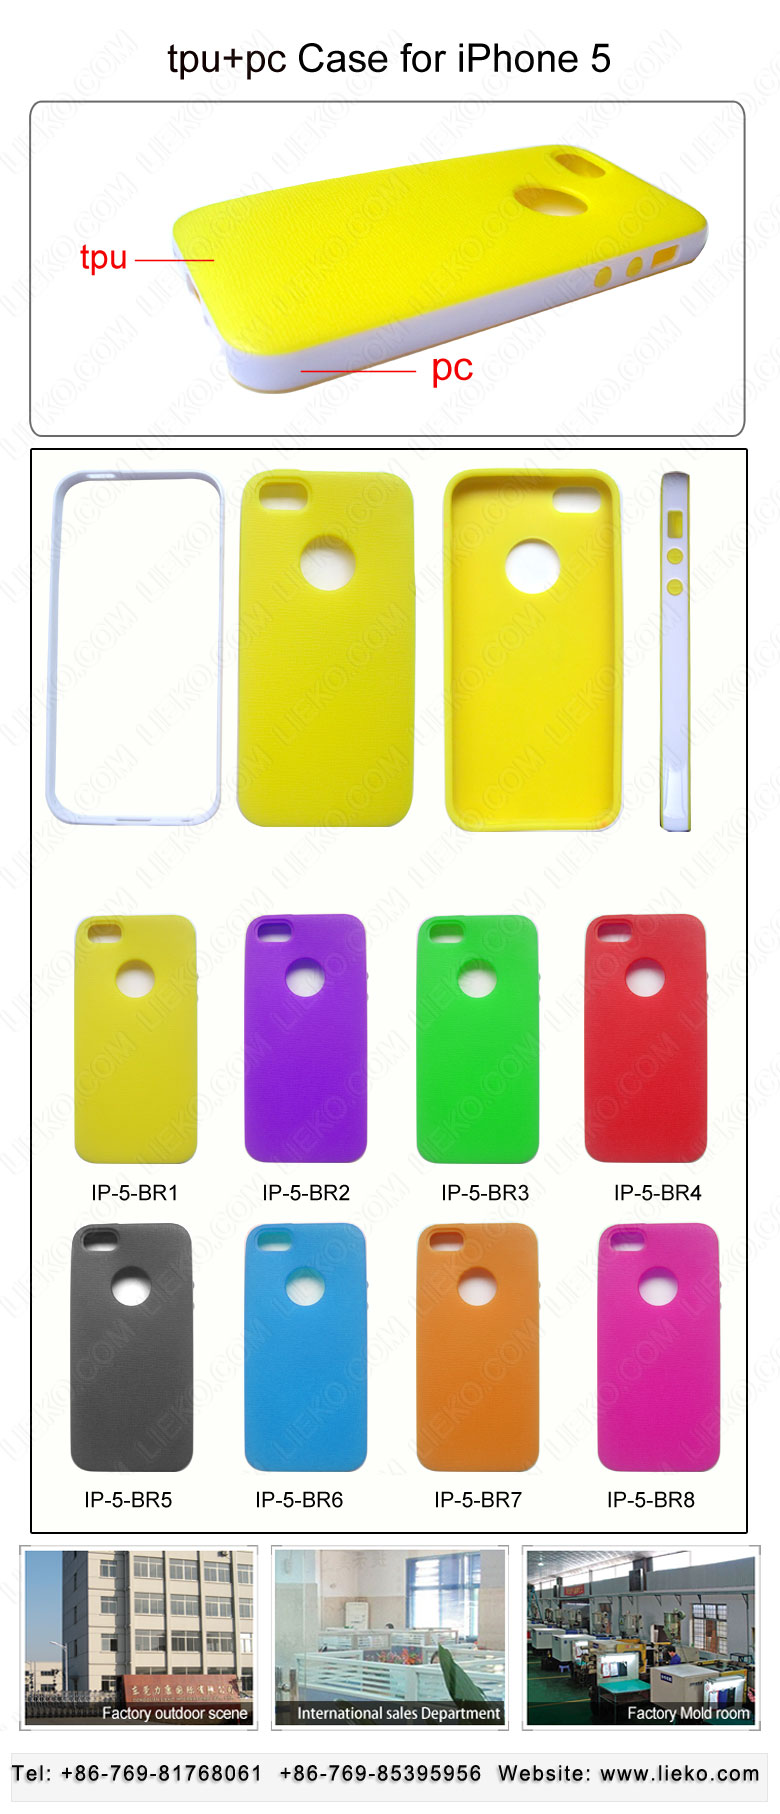 tpu+pc Case for iPhone 5
tpu
pc
IP-5-BR1 IP-5-BR2 IP-5-BR3 IP-5-BR4
IP-5-BR5 IP-5-BR6 IP-5-BR7 IP-5-BR8
Factory outdoor scene
International sales Department
Factory Mold room
Tel: +86-769-81768061 +86-769-85395956 Website: www.lieko.com
LIEKO.COM